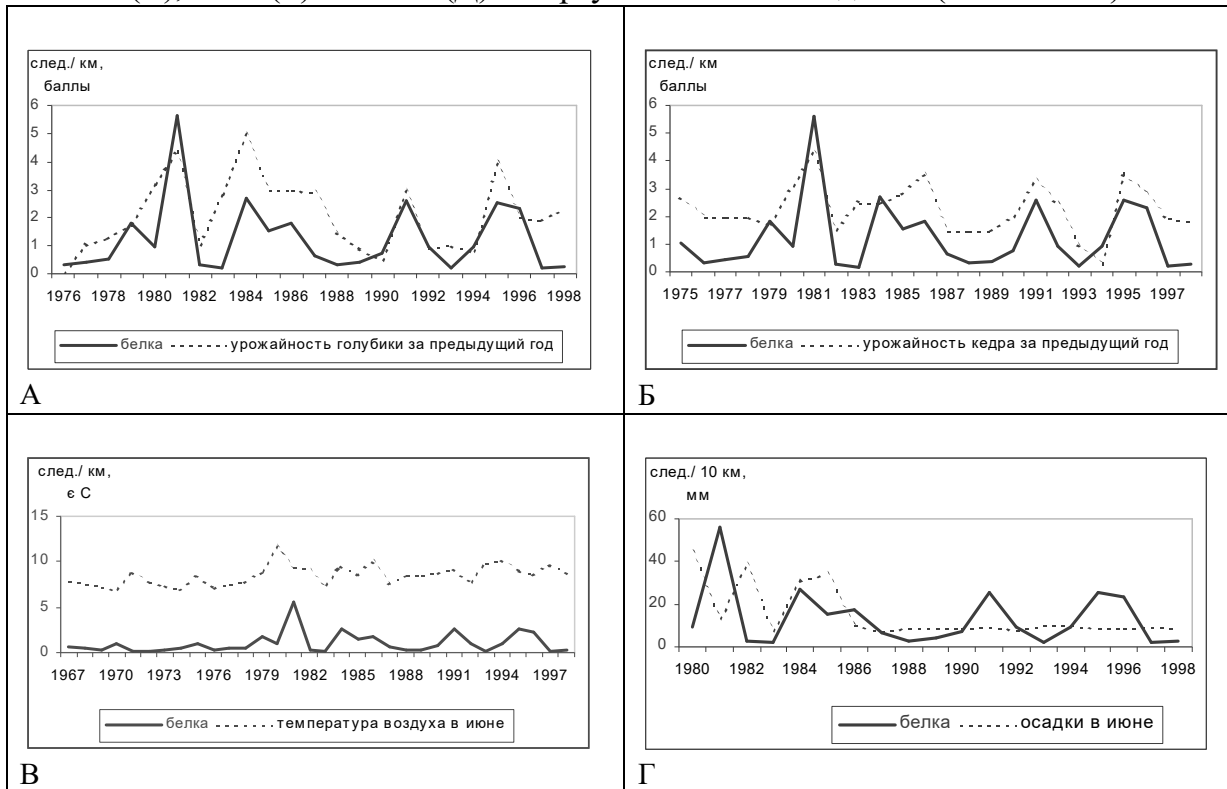 след./ км,
баллы
6
5
4
3
2
1
0
1976 1978 1980 1982 1984 1986 1988 1990 1992 1994 1996 1998
белка урожайность голубики за предыдущий год
А
след./ км
баллы
6
5
4
3
2
1
0
1975 1977 1979 1981 1983 1985 1987 1989 1991 1993 1995 1997
белка урожайность кедра за предыдущий год
Б
след./ км,
є С
15
10
5
0
1967 1970 1973 1976 1979 1982 1985 1988 1991 1994 1997
белка температура воздуха в июне
В
след./ 10 км,
мм
60
40
20
0
1980 1982 1984 1986 1988 1990 1992 1994 1996 1998
белка осадки в июне
Г